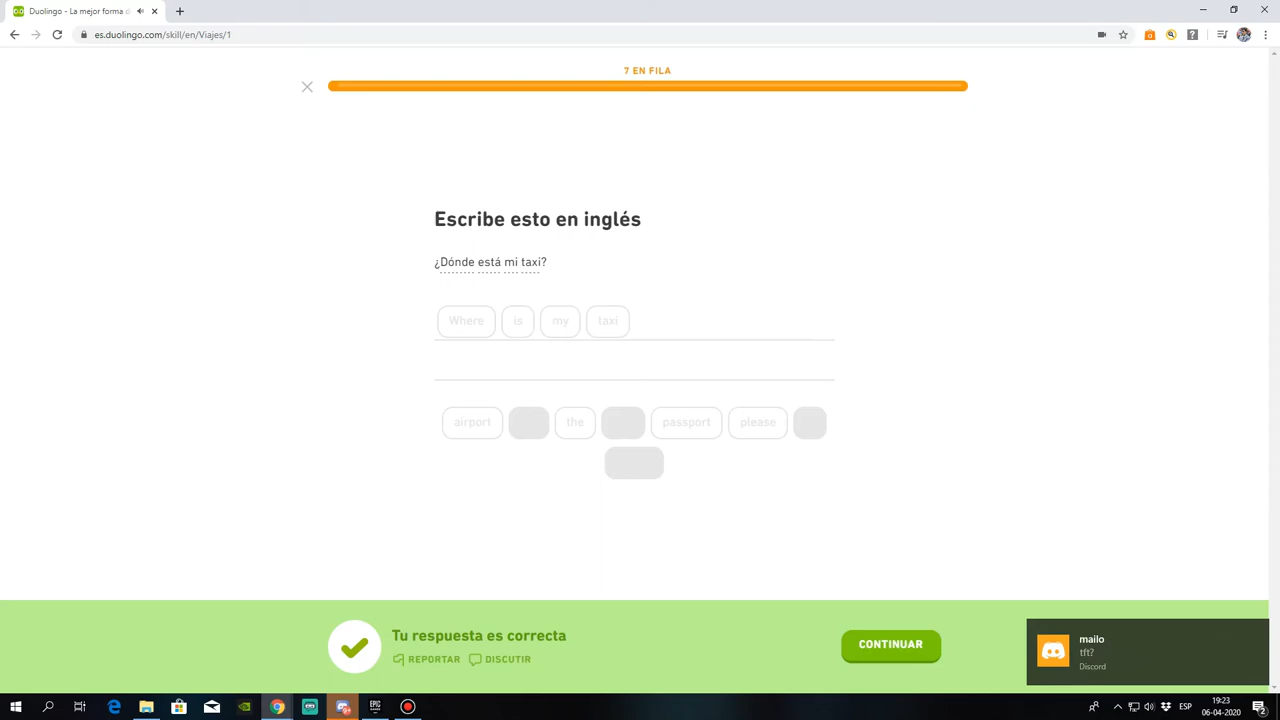 Duolingo - La mejor forma d
es.duolingo.com/skill/en/Viajes/1
7 EN FILA
Escribe esto en inglés
¿Dónde está mi taxi?
Where is my taxi
airport the passport please
Tu respuesta es correcta
REPORTAR DISCUTIR
CONTINUAR
mailo
tft?
Discord
EPIC
ESP
19:23
06-04-2020
2